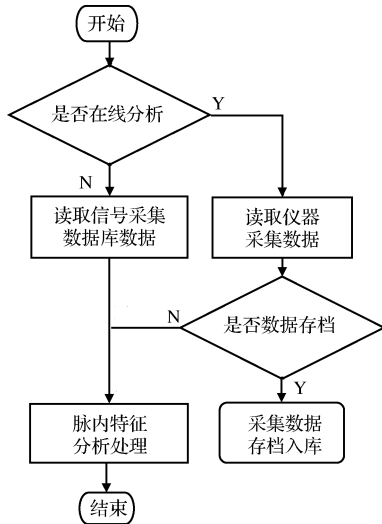 开始
是否在线分析
Y
N
读取信号采集
数据库数据
读取仪器
采集数据
N
是否数据存档
Y
脉内特征
分析处理
采集数据
存档入库
结束